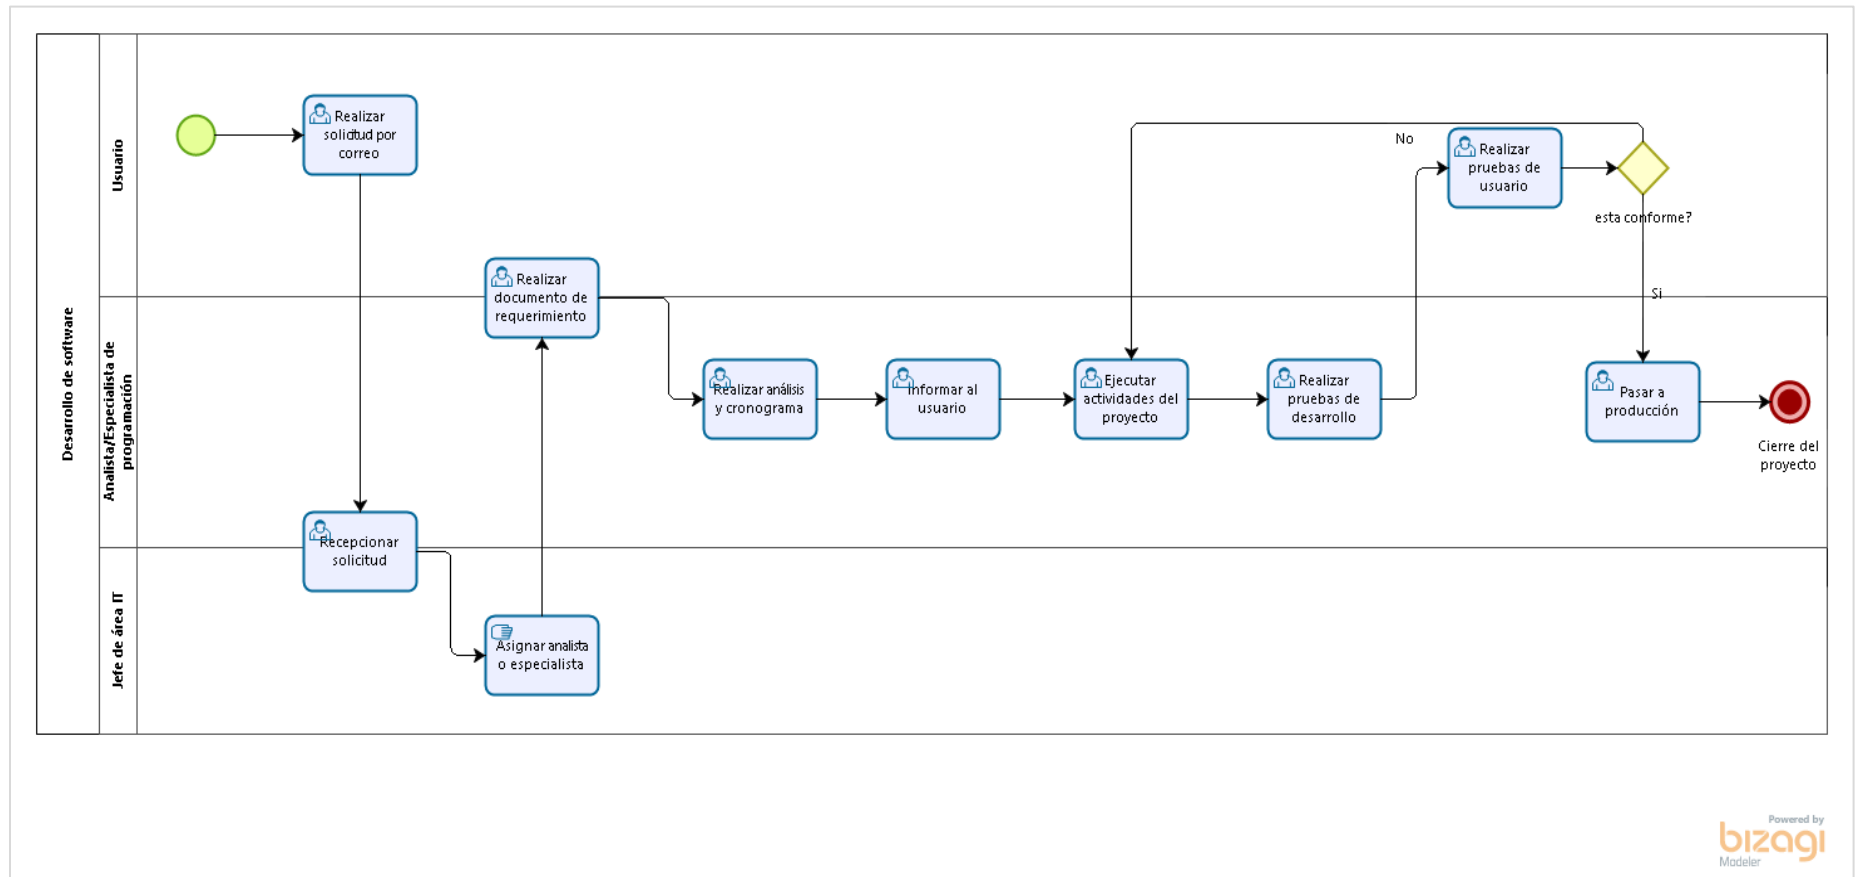 Desarrollo de software
Usuario
Analista/Especialista de
programación
Jefe de área IT
Realizar
solicitud por
correo
Recepcionar
solicitud
Asignar analista
o especialista
Realizar
documento de
requerimiento
Realizar análisis
y cronograma
Informar al
usuario
Ejecutar
actividades del
proyecto
Realizar
pruebas de
desarrollo
Realizar
pruebas de
usuario
No
esta conforme?
Si
Pasar a
producción
Cierre del
proyecto
Powered by
bizagi
Modeler